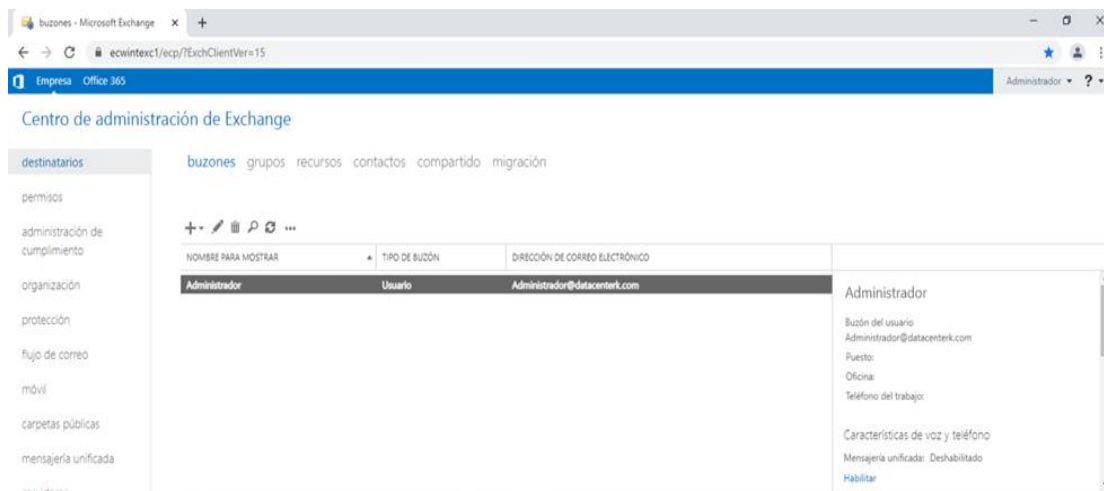 buzones - Microsoft Exchange
ecwintexc1/ecp/?ExchClientVer=15
Empresa Office 365
Administrador
?
Centro de administración de Exchange
destinatarios
permisos
administración de
cumplimiento
organización
protección
flujo de correo
móvil
carpetas públicas
mensajería unificada
buzones grupos recursos contactos compartido migración
NOMBRE PARA MOSTRAR TIPO DE BUZÓN DIRECCIÓN DE CORREO ELECTRÓNICO
Administrador Usuario Administrador@datacenterk.com
Administrador
Buzón del usuario
Administrador@datacenterk.com
Puesto:
Oficina:
Teléfono del trabajo:
Características de voz y teléfono
Mensajería unificada: Deshabilitado
Habilitar